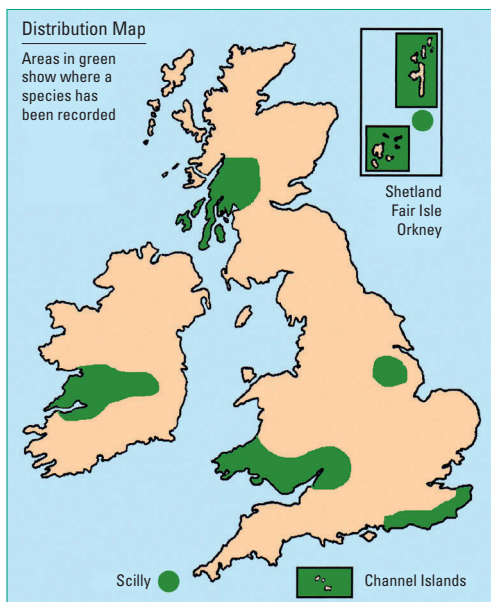 Distribution Map
Areas in green
show where a
species has
been recorded
Shetland
Fair Isle
Orkney
Scilly
Channel Islands